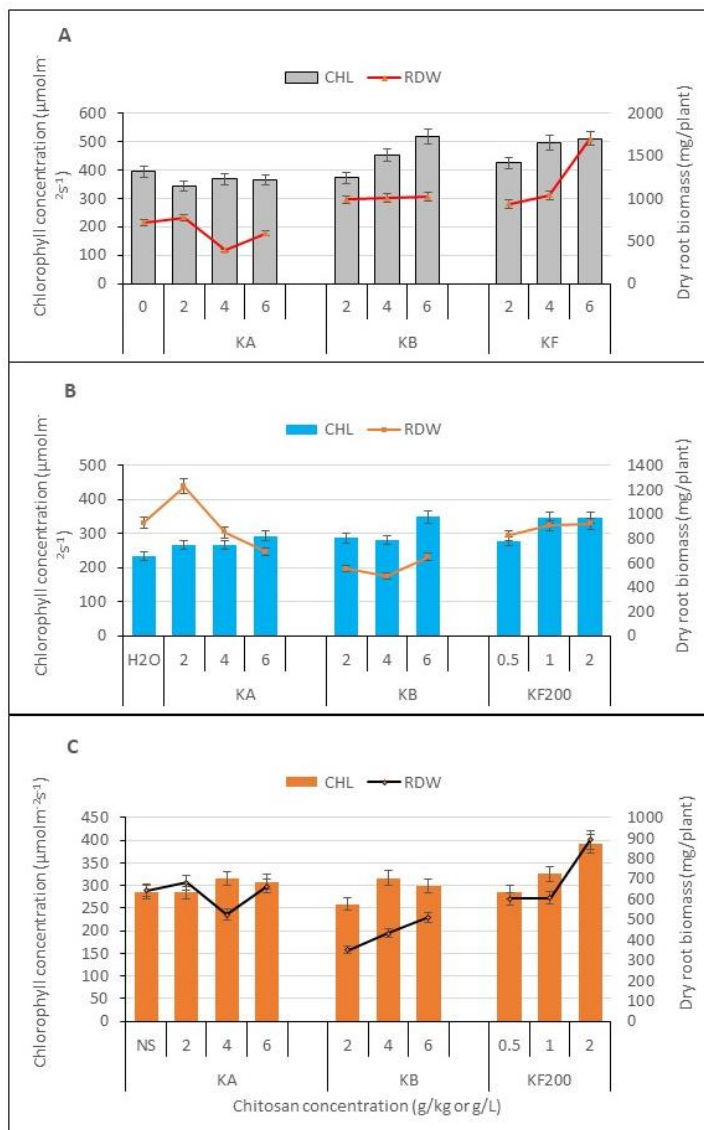 A
CHL RDW
Chlorophyll concentration (µmolm-
2s-1)
600
500
400
300
200
100
0
2000
1500
1000
500
0
Dry root biomass (mg/plant)
0 2 4 6 2 4 6 2 4 6
KA KB KF
B
CHL RDW
Chlorophyll concentration (µmolm-
2s-1)
500
400
300
200
100
0
1400
1200
1000
800
600
400
200
0
Dry root biomass (mg/plant)
H2O 2 4 6 2 4 6 0.5 1 2
KA KB KF200
C
CHL RDW
Chlorophyll concentration (µmolm-2s-1)
450
400
350
300
250
200
150
100
50
0
1000
900
800
700
600
500
400
300
200
100
0
Dry root biomass (mg/plant)
NS 2 4 6 2 4 6 0.5 1 2
KA KB KF200
Chitosan concentration (g/kg or g/L)